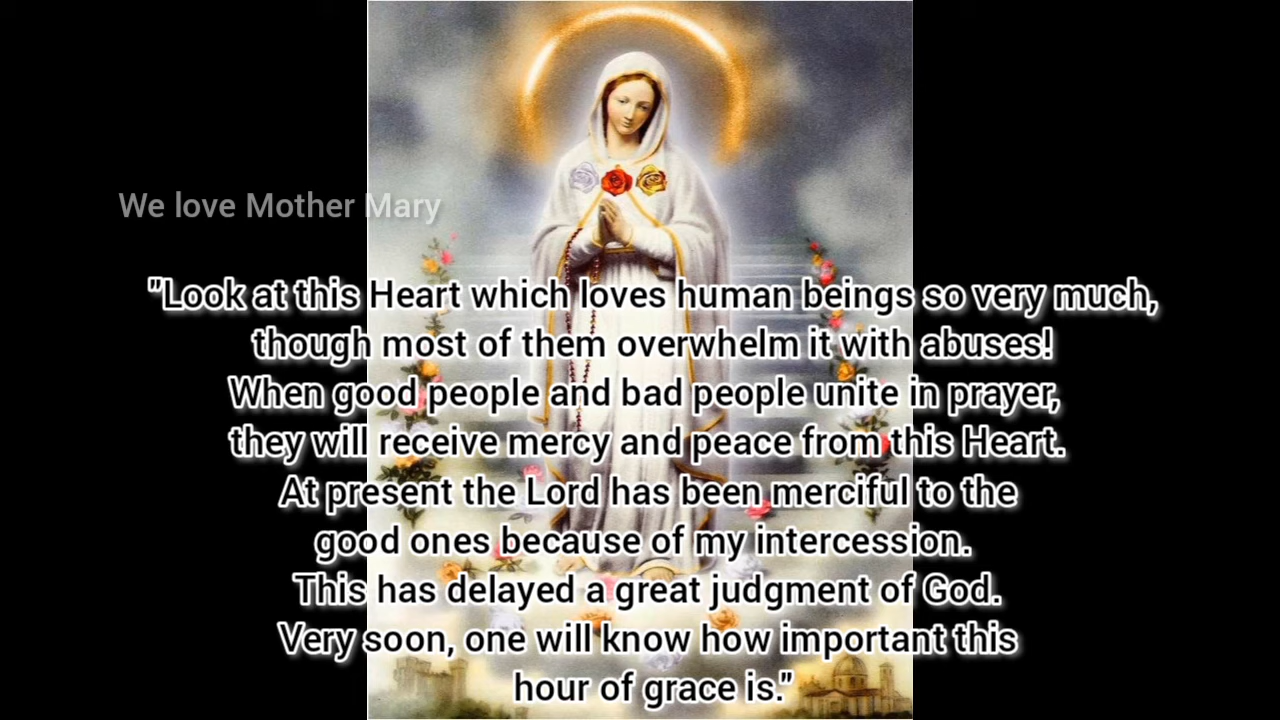 We love Mother Mary
"Look at this Heart which loves human beings so very much,
though most of them overwhelm it with abuses!
When good people and bad people unite in prayer,
they will receive mercy and peace from this Heart.
At present the Lord has been merciful to the
good ones because of my intercession.
This has delayed a great judgment of God.
Very soon, one will know how important this
hour of grace is."